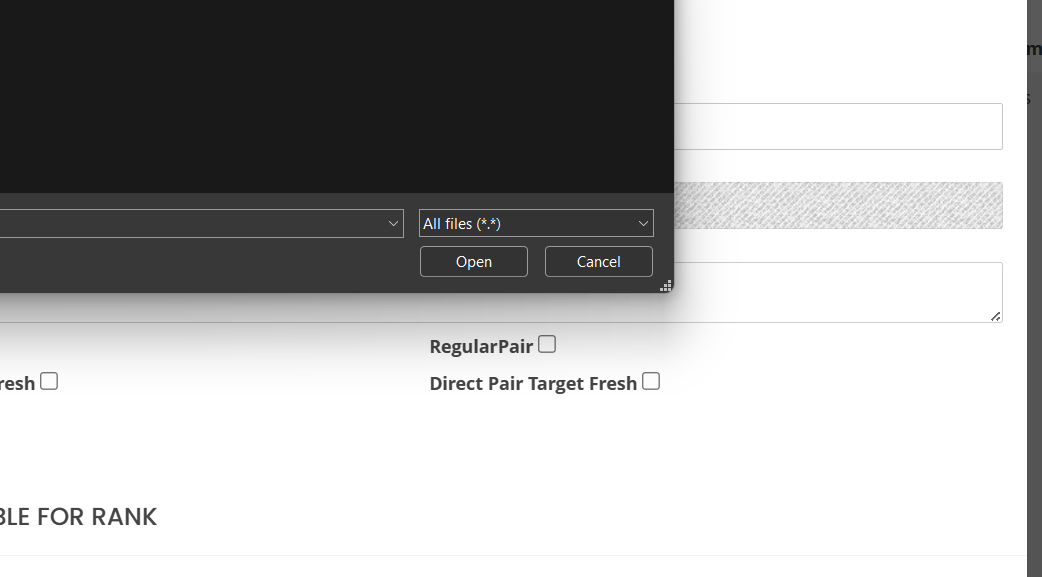 m
s
All files (*.*)
Open
Cancel
RegularPair
resh
Direct Pair Target Fresh
BLE FOR RANK